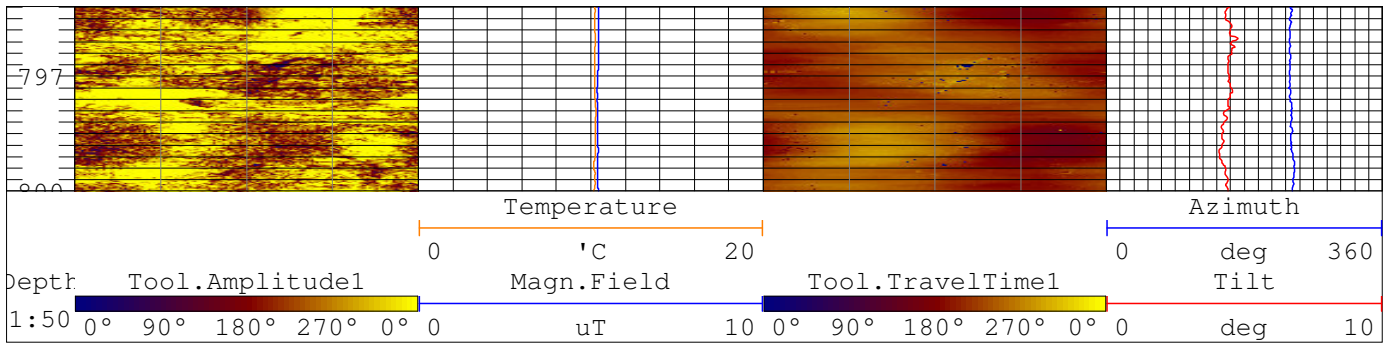 797
Temperature
Azimuth
0 'C 20
0 deg 360
Depth Tool.Amplitude1 Magn.Field Tool.TravelTime1 Tilt
1:50 0° 90° 180° 270° 0° 0 uT 10 0° 90° 180° 270° 0° 0 deg 10